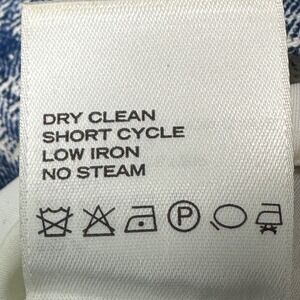 DRY CLEAN
SHORT CYCLE
LOW IRON
NO STEAM
P